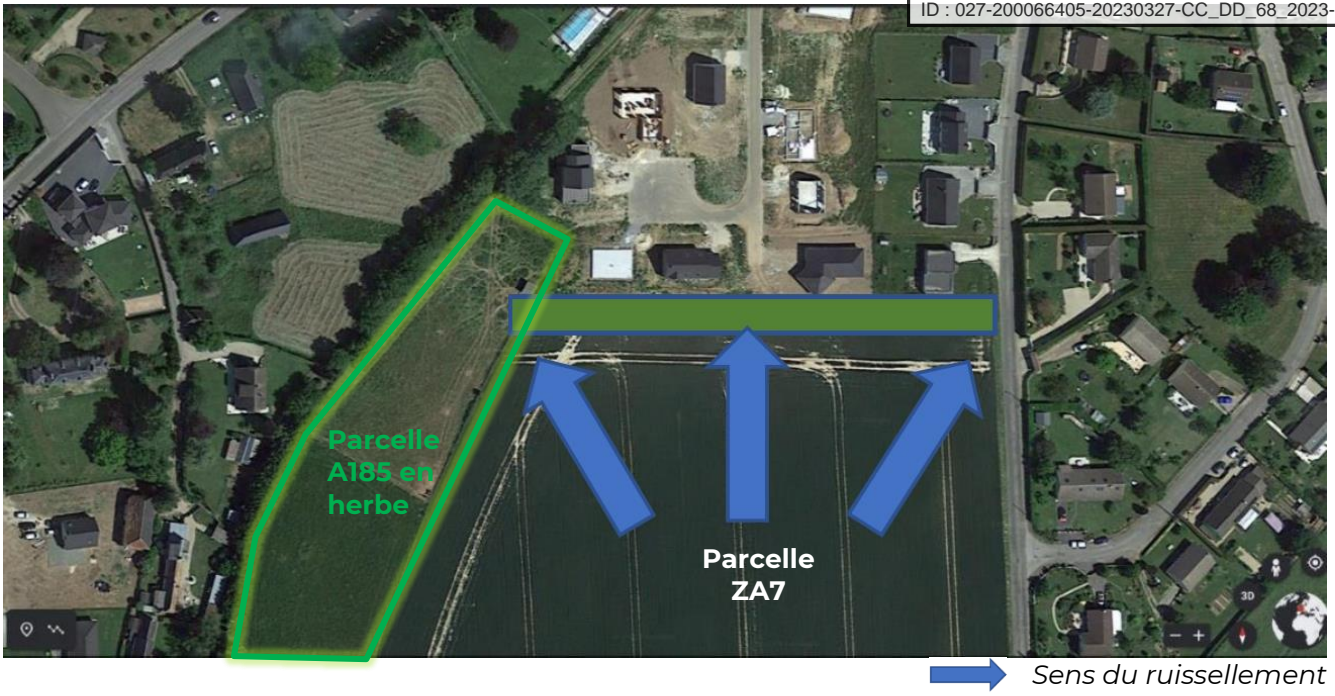 ID : 027-200066405-20230327-CC_DD_68_2023-
Parcelle
A185 en
herbe
Parcelle
ZA7
3D
Sens du ruissellement